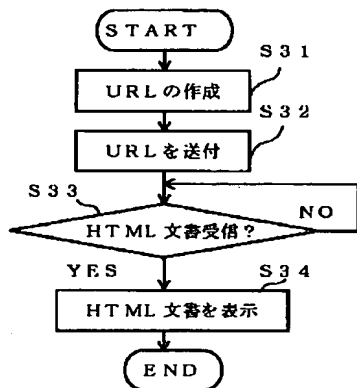 START
S31
URLの作成
S32
URLを送付
S33
NO
HTML文書受信?
YES
S34
HTML文書を表示
END